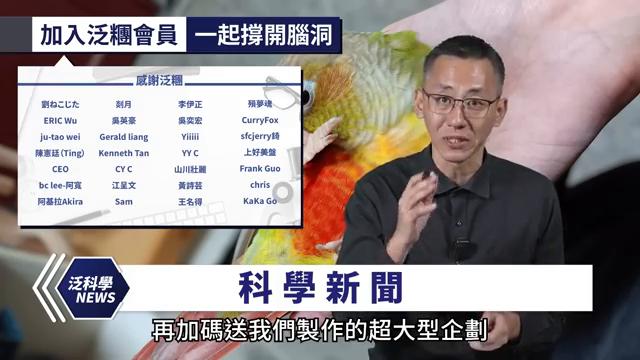 加入泛糰會員 一起撐開腦洞
感謝泛糰
劉ねこじた 刻月 李伊正 殞夢魂
ERIC Wu 吳英豪 吳奕宏 CurryFox
ju-tao wei Gerald liang Yiiiii sfcjerry錡
陳憲廷(Ting) Kenneth Tan YY C 上好美盤
CEO CY C 山川壯麗 Frank Guo
bc lee-阿寬 江呈文 黃詩芸 chris
阿基拉Akira Sam 王名得 KaKa Go
泛科學
NEWS
科學新聞
再加碼送我們製作的超大型企劃